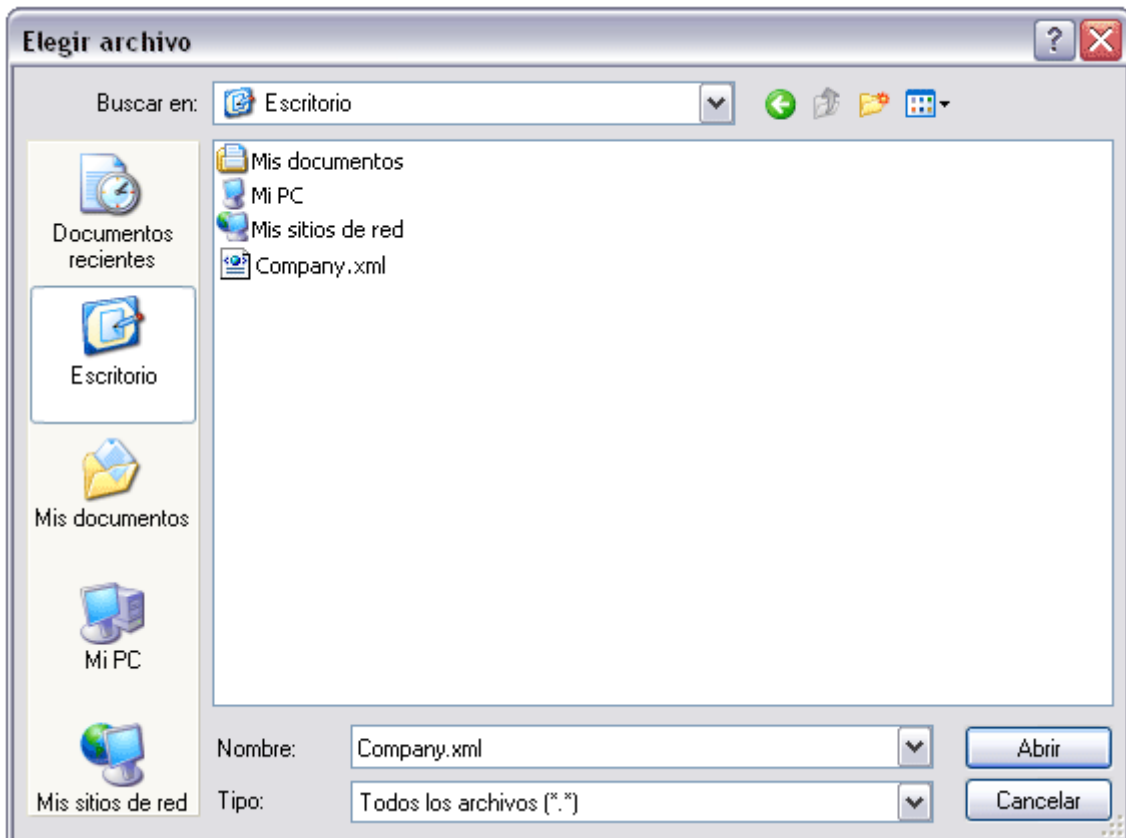 Elegir archivo
Buscar en: Escritorio
Mis documentos
Mi PC
Mis sitios de red
Company.xml
Documentos
recientes
Escritorio
Mis documentos
Mi PC
Mis sitios de red
Nombre: Company.xml Abrir
Tipo: Todos los archivos (*.*) Cancelar